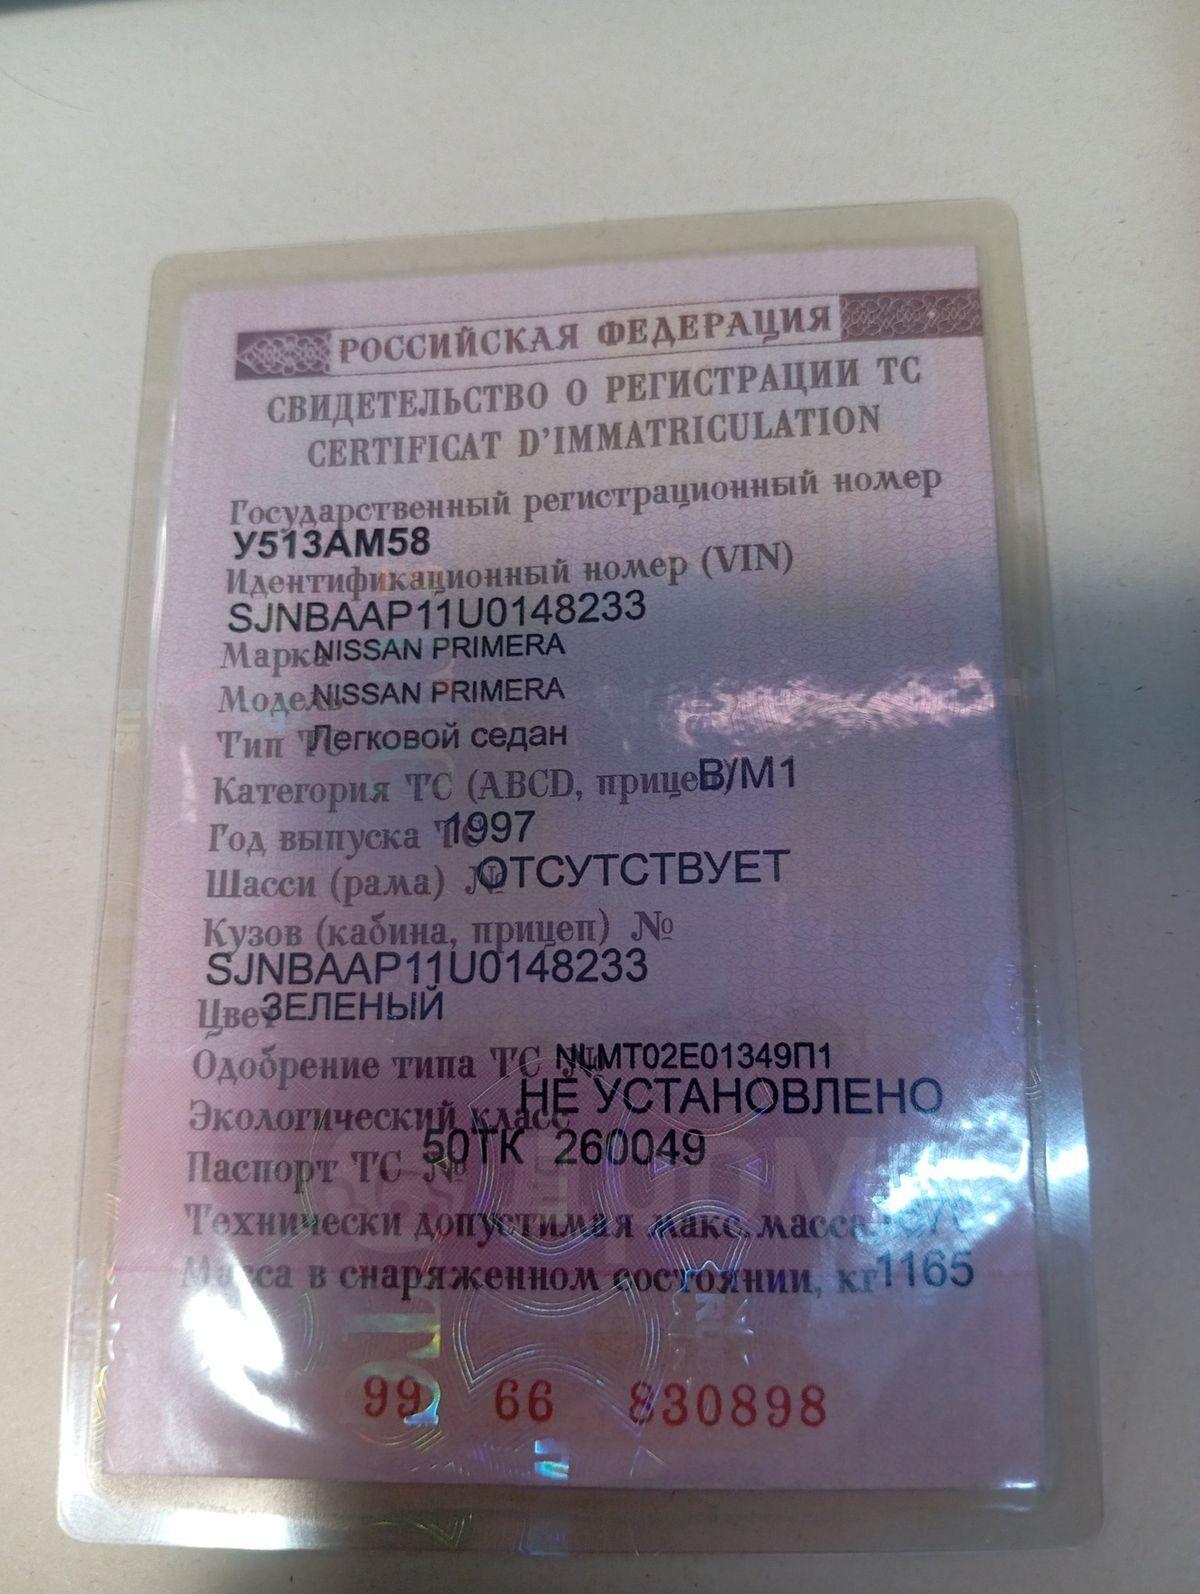 РОССИЙСКАЯ ФЕДЕРАЦИЯ
СВИДЕТЕЛЬСТВО О РЕГИСТРАЦИИ ТС
CERTIFICAT D'IMMATRICULATION
Государственный регистрационный номер
У513АМ58
Идентификационный номер (VIN)
SJNBAAP11U0148233
Марка NISSAN PRIMERA
Модель NISSAN PRIMERA
Тип ТС Легковой седан
Категория ТС (ABCD, прицеп) В/М1
Год выпуска ТС 1997
Шасси (рама) № ОТСУТСТВУЕТ
Кузов (кабина, прицеп) №
SJNBAAP11U0148233
Цвет ЗЕЛЕНЫЙ
Одобрение типа ТС № NLMT02E01349П1
Экологический класс НЕ УСТАНОВЛЕНО
Паспорт ТС № 50ТК 260049
Технически допустимая макс. масса,
Масса в снаряженном состоянии, кг 1165
99 66 830898